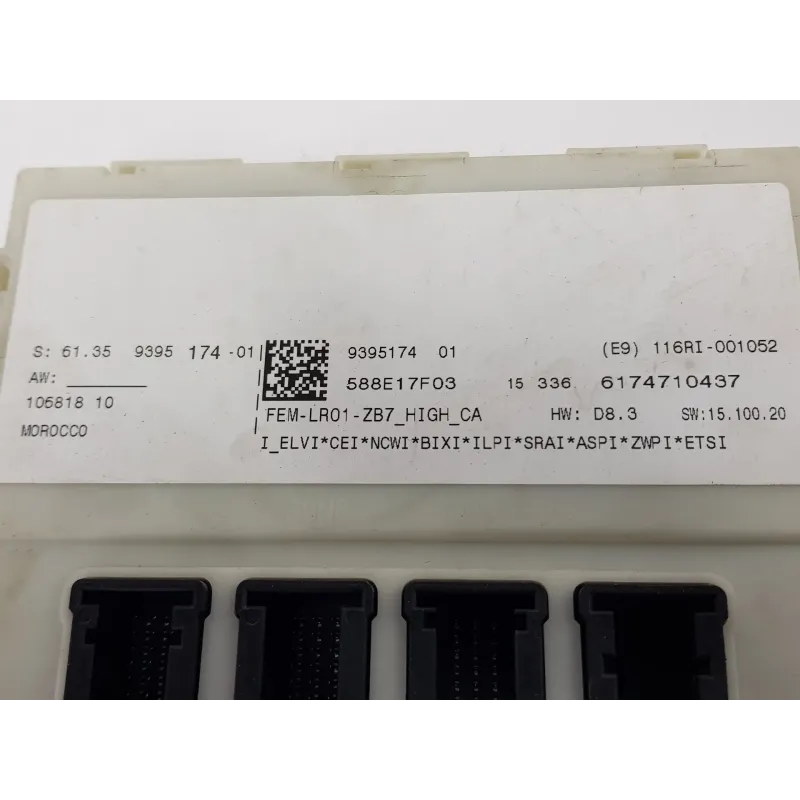 S: 61.35 9395 174-01 9395174 01 (E9) 116RI-001052
AW: 588E17F03 15 336 6174710437
106818 10 FEM-LR01-ZB7_HIGH_CA HW: D8.3 SW:15.100.20
MOROCCO I_ELVI*CEI*NCWI*BIXI*ILPI*SRAI*ASPI*ZWPI*ETSI